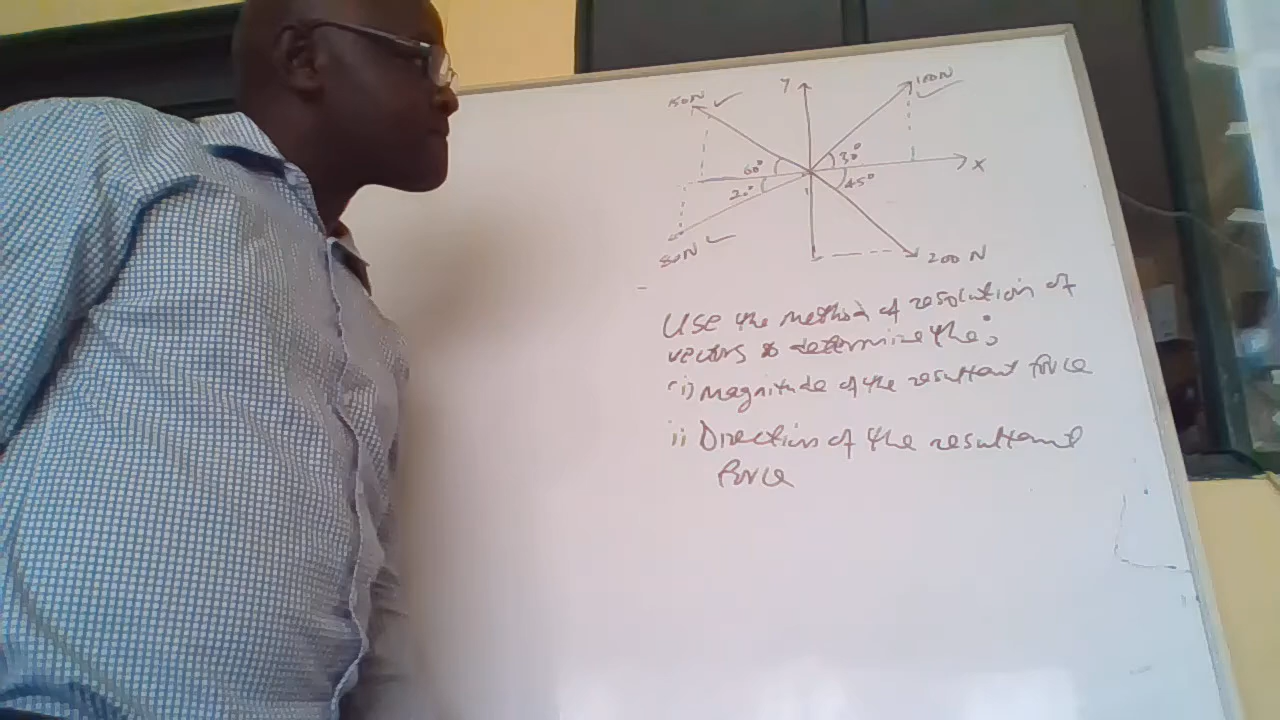 Y
150N
100N
60°
30°
X
20°
45°
80N
200 N
Use the method of resolution of
vectors to determine the:
(i) Magnitude of the resultant force
ii Direction of the resultant
force